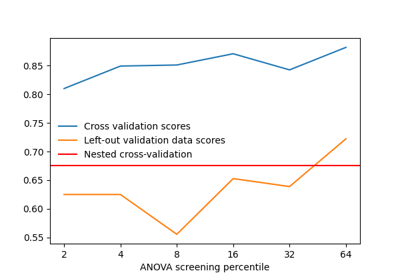 0.85
0.80
0.75
0.70
0.65
0.60
0.55
Cross validation scores
Left-out validation data scores
Nested cross-validation
2 4 8 16 32 64
ANOVA screening percentile